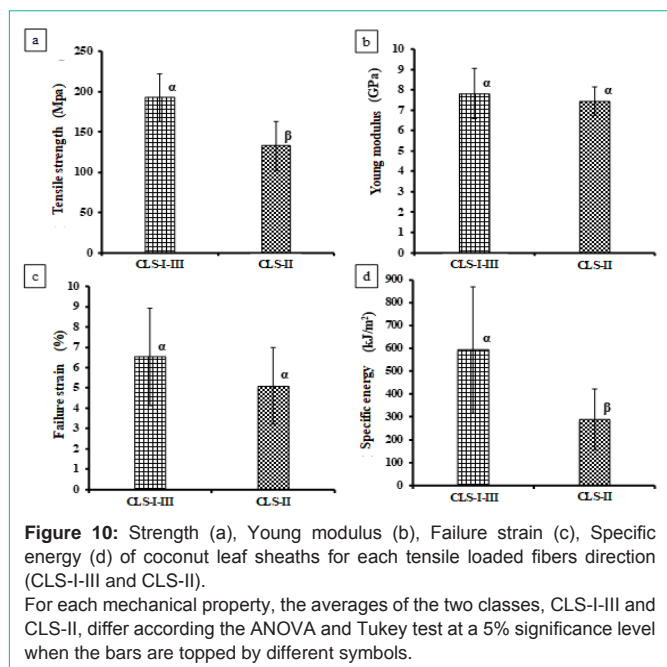 a
250
200
150
100
50
0
Tensile strength (Mpa)
α
β
CLS-I-III
CLS-II
b
10
9
8
7
6
5
4
3
2
1
0
Young modulus (GPa)
α
α
CLS-I-III
CLS-II
c
10
9
8
7
6
5
4
3
2
1
0
Failure strain (%)
α
α
CLS-I-III
CLS-II
d
900
800
700
600
500
400
300
200
100
0
Specific energy (kJ/m²)
α
β
CLS-I-III
CLS-II
Figure 10: Strength (a), Young modulus (b), Failure strain (c), Specific
energy (d) of coconut leaf sheaths for each tensile loaded fibers direction
(CLS-I-III and CLS-II).
For each mechanical property, the averages of the two classes, CLS-I-III and
CLS-II, differ according the ANOVA and Tukey test at a 5% significance level
when the bars are topped by different symbols.